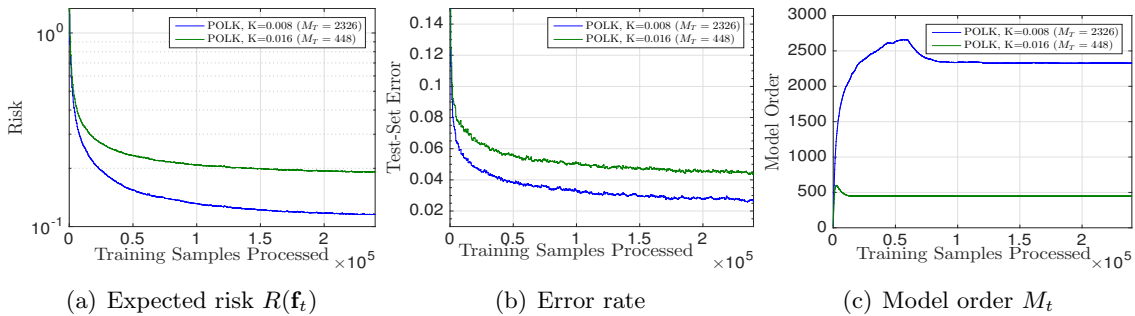 POLK, K=0.008 (M_T = 2326)
POLK, K=0.016 (M_T = 448)
10^0
10^-1
Risk
0 0.5 1 1.5 2
Training Samples Processed
×10^5
(a) Expected risk R(f_t)
POLK, K=0.008 (M_T = 2326)
POLK, K=0.016 (M_T = 448)
0.14
0.12
0.1
0.08
0.06
0.04
0.02
Test-Set Error
0 0.5 1 1.5 2
Training Samples Processed
×10^5
(b) Error rate
POLK, K=0.008 (M_T = 2326)
POLK, K=0.016 (M_T = 448)
3000
2500
2000
1500
1000
500
0
Model Order
0 0.5 1 1.5 2
Training Samples Processed
×10^5
(c) Model order M_t